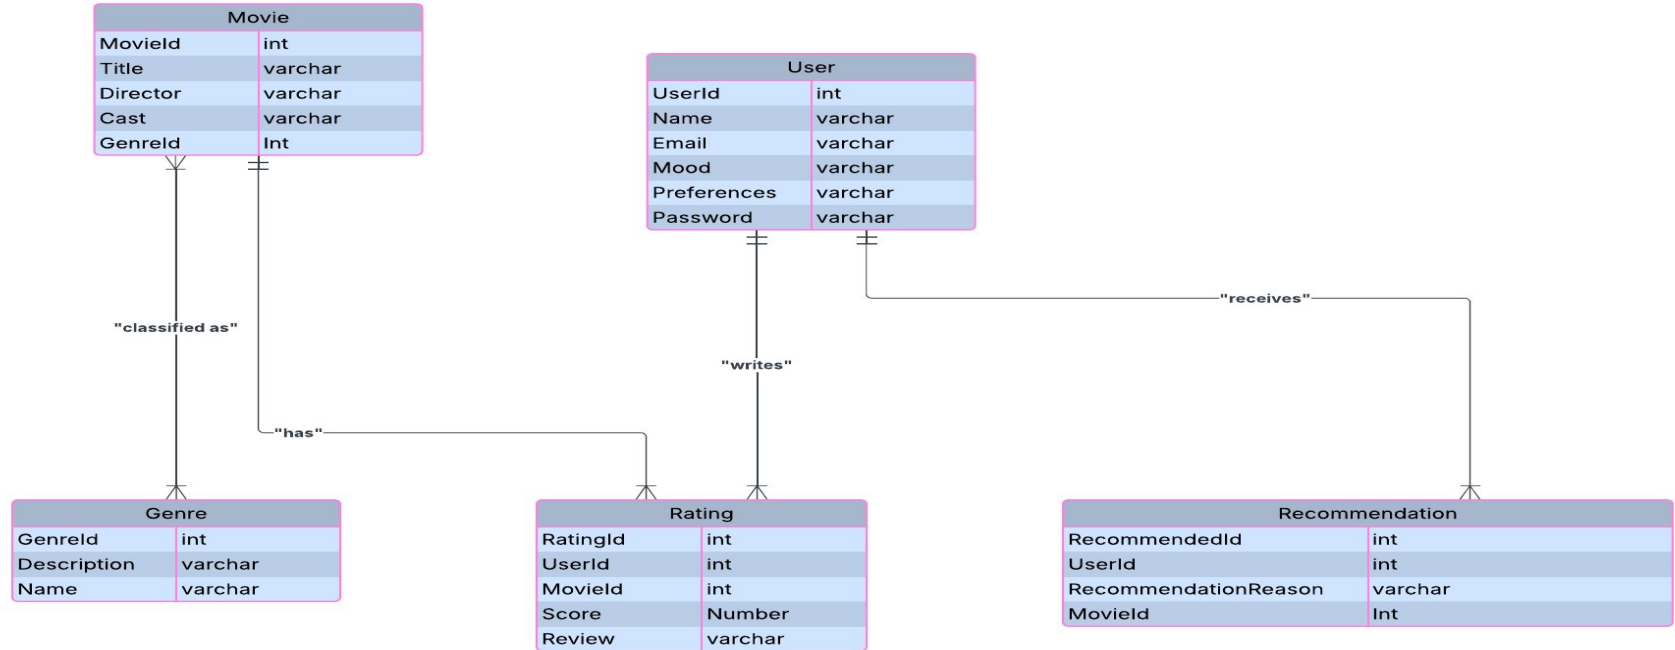 Movie
MovieId int
Title varchar
Director varchar
Cast varchar
GenreId Int
User
UserId int
Name varchar
Email varchar
Mood varchar
Preferences varchar
Password varchar
"receives"
"classified as"
"writes"
"has"
Genre
GenreId int
Description varchar
Name varchar
Rating
RatingId int
UserId int
MovieId int
Score Number
Review varchar
Recommendation
RecommendedId int
UserId int
RecommendationReason varchar
MovieId Int